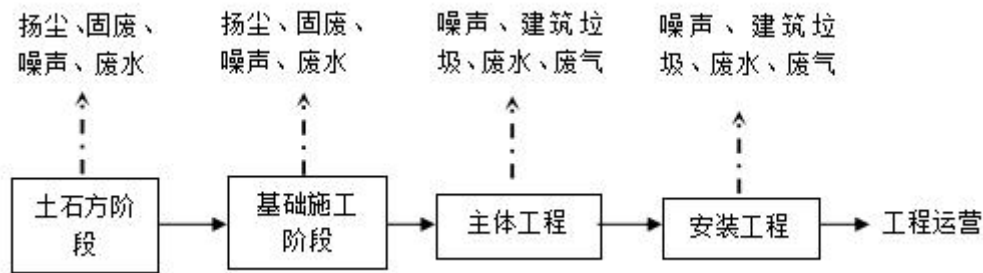 扬尘、固废、
噪声、废水
扬尘、固废、
噪声、废水
噪声、建筑垃
圾、废水、废气
噪声、建筑垃
圾、废水、废气
土石方阶
段
基础施工
阶段
主体工程
安装工程
工程运营